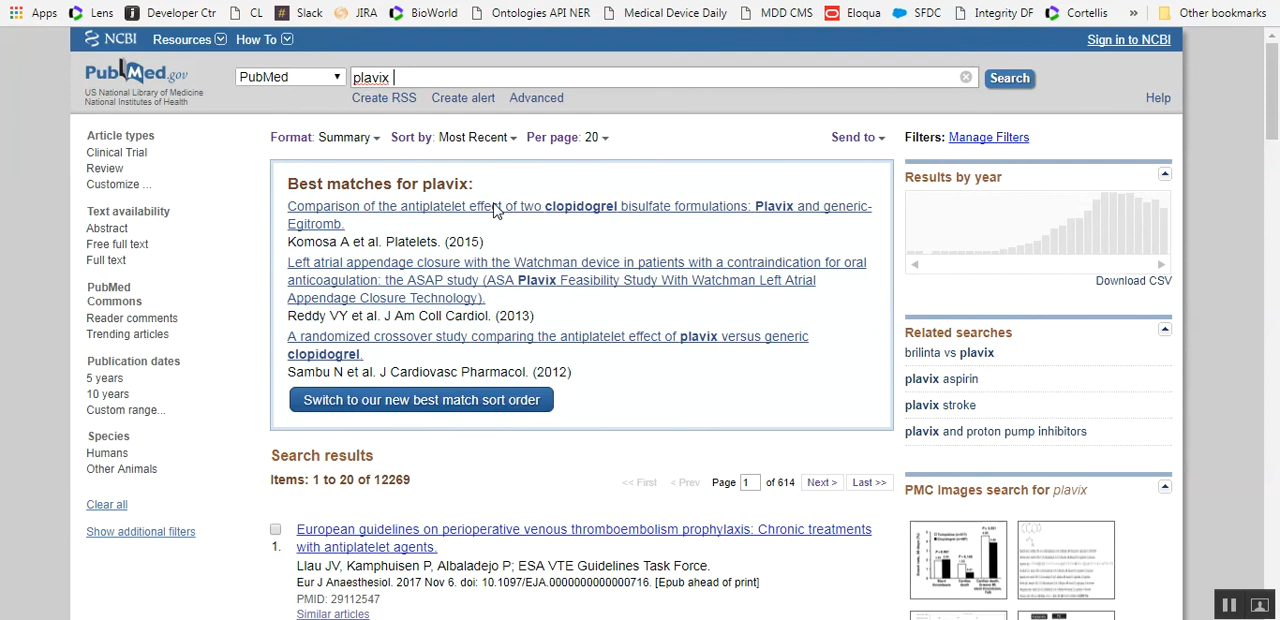 Apps Lens Developer Ctr CL Slack JIRA BioWorld Ontologies API NER Medical Device Daily MDD CMS Eloqua SFDC Integrity DF Cortellis » Other bookmarks
NCBI Resources How To Sign in to NCBI
PubMed.gov
US National Library of Medicine
National Institutes of Health
PubMed plavix Search
Create RSS Create alert Advanced Help
Article types
Clinical Trial
Review
Customize ...
Text availability
Abstract
Free full text
Full text
PubMed
Commons
Reader comments
Trending articles
Publication dates
5 years
10 years
Custom range...
Species
Humans
Other Animals
Clear all
Show additional filters
Format: Summary Sort by: Most Recent Per page: 20 Send to
Best matches for plavix:
Comparison of the antiplatelet effect of two clopidogrel bisulfate formulations: Plavix and generic-
Egitromb.
Komosa A et al. Platelets. (2015)
Left atrial appendage closure with the Watchman device in patients with a contraindication for oral
anticoagulation: the ASAP study (ASA Plavix Feasibility Study With Watchman Left Atrial
Appendage Closure Technology).
Reddy VY et al. J Am Coll Cardiol. (2013)
A randomized crossover study comparing the antiplatelet effect of plavix versus generic
clopidogrel.
Sambu N et al. J Cardiovasc Pharmacol. (2012)
Switch to our new best match sort order
Search results
Items: 1 to 20 of 12269
<< First < Prev Page 1 of 614 Next > Last >>
European guidelines on perioperative venous thromboembolism prophylaxis: Chronic treatments
1. with antiplatelet agents.
ESA VTE Guidelines Task Force.
Eur J Anaesthesiol. 2017 Nov 6. doi: 10.1097/EJA.0000000000000716. [Epub ahead of print]
PMID:
Similar articles
Filters: Manage Filters
Results by year
Download CSV
Related searches
brilinta vs plavix
plavix aspirin
plavix stroke
plavix and proton pump inhibitors
PMC Images search for plavix